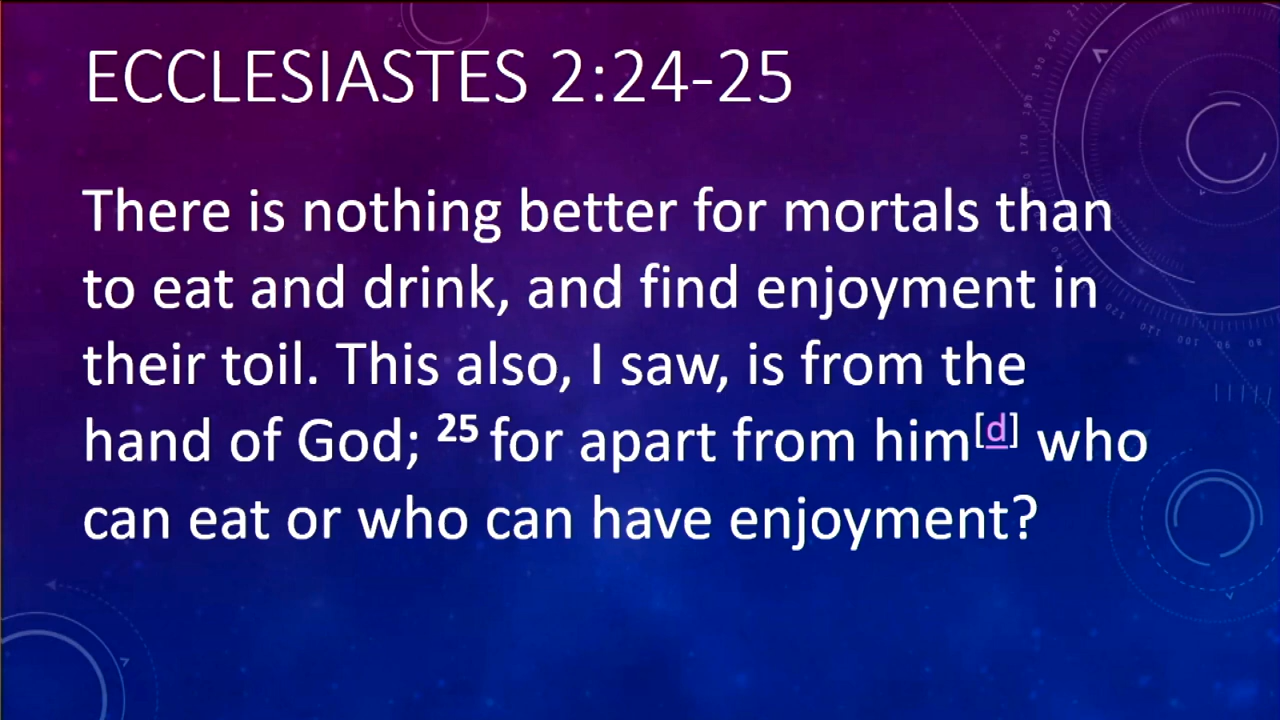 ECCLESIASTES 2:24-25
There is nothing better for mortals than
to eat and drink, and find enjoyment in
their toil. This also, I saw, is from the
hand of God; 25 for apart from him[d] who
can eat or who can have enjoyment?